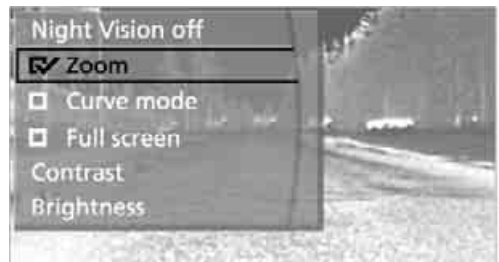 Night Vision off
Zoom
Curve mode
Full screen
Contrast
Brightness